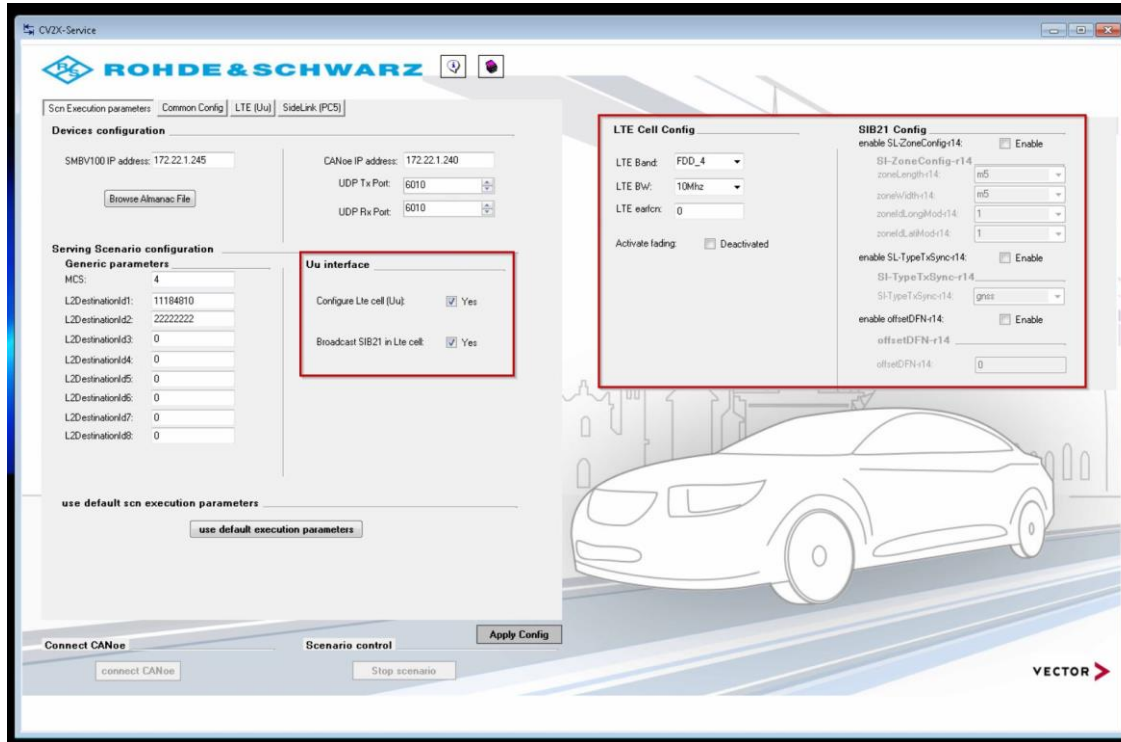 CV2X-Service
ROHDE & SCHWARZ
Scn Execution parameters Common Config LTE (Uu) SideLink (PC5)
Devices configuration
SMBV100 IP address: 172.22.1.245
Browse Almanac File
CANoe IP address: 172.22.1.240
UDP Tx Port: 6010
UDP Rx Port: 6010
Serving Scenario configuration
Generic parameters
MCS: 4
L2DestinationId1: 11184810
L2DestinationId2: 22222222
L2DestinationId3: 0
L2DestinationId4: 0
L2DestinationId5: 0
L2DestinationId6: 0
L2DestinationId7: 0
L2DestinationId8: 0
Uu interface
Configure Lte cell (Uu): Yes
Broadcast SIB21 in Lte cell: Yes
use default scn execution parameters
use default execution parameters
Apply Config
Connect CANoe
connect CANoe
Scenario control
Stop scenario
LTE Cell Config
LTE Band: FDD_4
LTE BW: 10Mhz
LTE earfcn: 0
Activate fading: Deactivated
SIB21 Config
enable SL-ZoneConfig-r14: Enable
Sl-ZoneConfig-r14
zoneLength-r14: m5
zoneWidth-r14: m5
zoneIdLongiMod-r14: 1
zoneIdLatiMod-r14: 1
enable SL-TypeTxSync-r14: Enable
Sl-TypeTxSync-r14
Sl-TypeTxSync-r14: gnss
enable offsetDFN-r14: Enable
offsetDFN-r14
offsetDFN-r14: 0
VECTOR